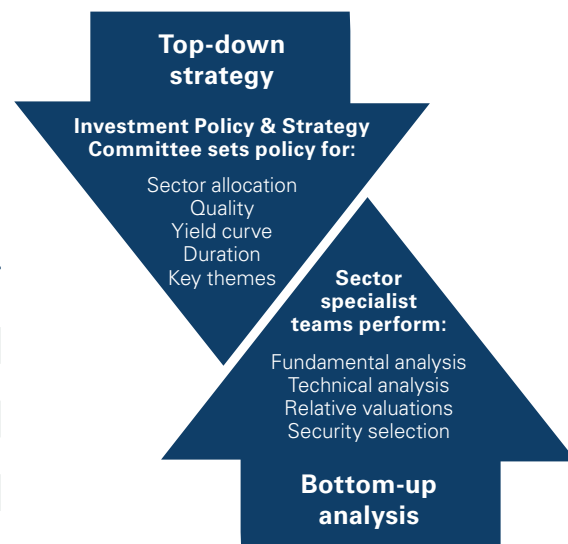 Top-down
strategy
Investment Policy & Strategy
Committee sets policy for:
Sector allocation
Quality
Yield curve
Duration
Key themes
Sector
specialist
teams perform:
Fundamental analysis
Technical analysis
Relative valuations
Security selection
Bottom-up
analysis